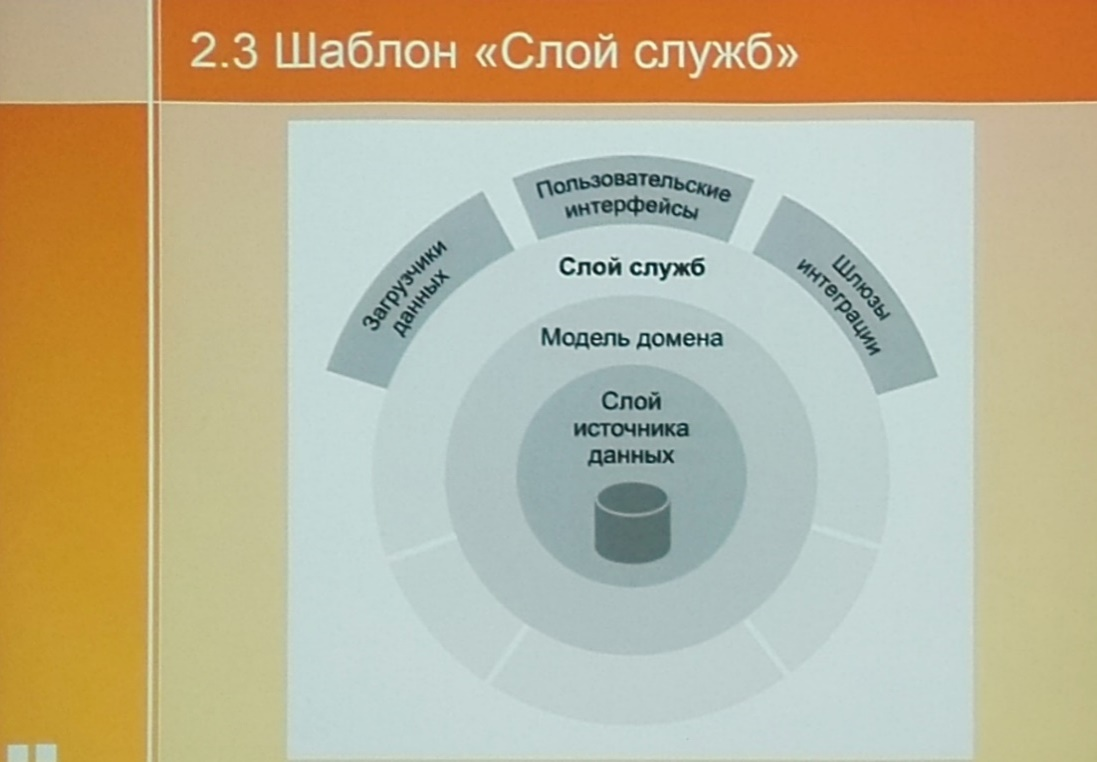 2.3 Шаблон «Слой служб»
Пользовательские
интерфейсы
Загрузчики
данных
Шлюзы
интеграции
Слой служб
Модель домена
Слой
источника
данных